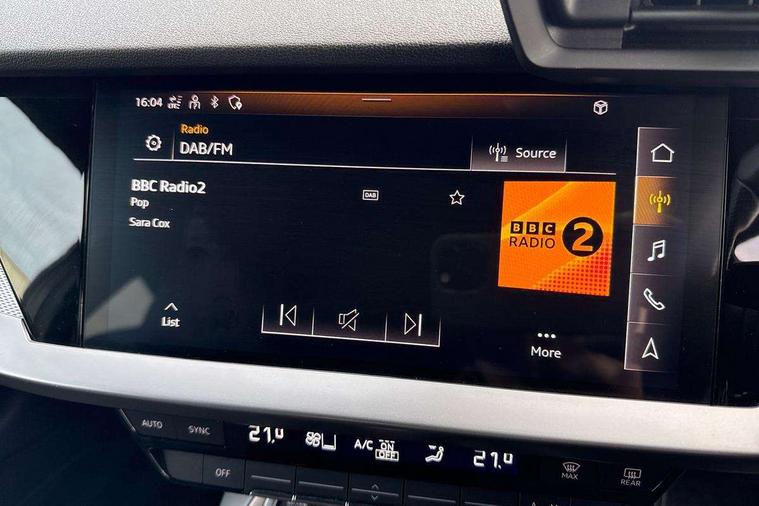 16:04
Radio
DAB/FM
Source
BBC Radio2
Pop
Sara Cox
DAB
BBC
RADIO 2
List
More
AUTO
SYNC
21.0
A/C ON
OFF
21.0
OFF
MAX
REAR